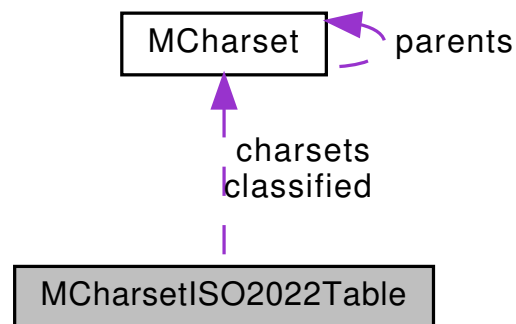 MCharset
parents
charsets
classified
MCharsetISO2022Table